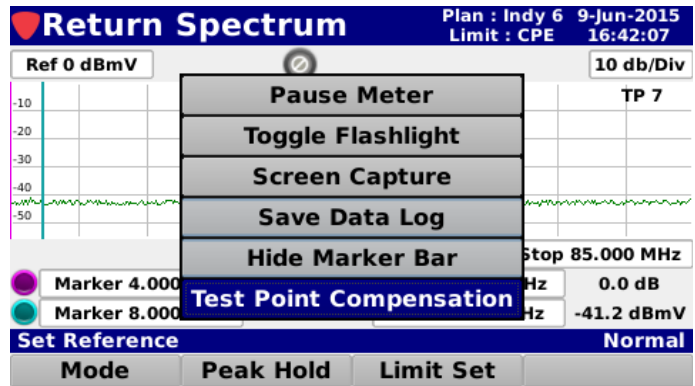 Return Spectrum
Plan : Indy 6 9-Jun-2015
Limit : CPE 16:42:07
Ref 0 dBmV
10 db/Div
TP 7
-10
-20
-30
-40
-50
Pause Meter
Toggle Flashlight
Screen Capture
Save Data Log
Hide Marker Bar
Test Point Compensation
Stop 85.000 MHz
Marker 4.000
Hz
0.0 dB
Marker 8.000
Hz
-41.2 dBmV
Set Reference
Normal
Mode
Peak Hold
Limit Set